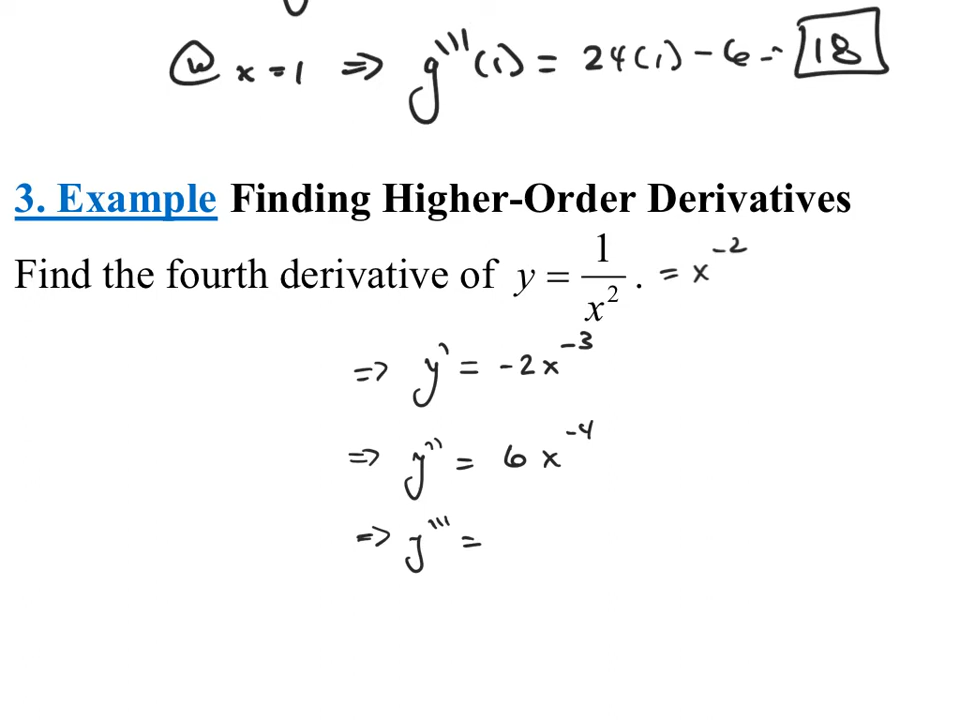 @ x = 1 ⇒ g'''(1) = 24(1) - 6 = 18
3. Example Finding Higher-Order Derivatives
Find the fourth derivative of y = 1/x² . = x⁻²
⇒ y' = -2x⁻³
⇒ y'' = 6x⁻⁴
⇒ y''' =